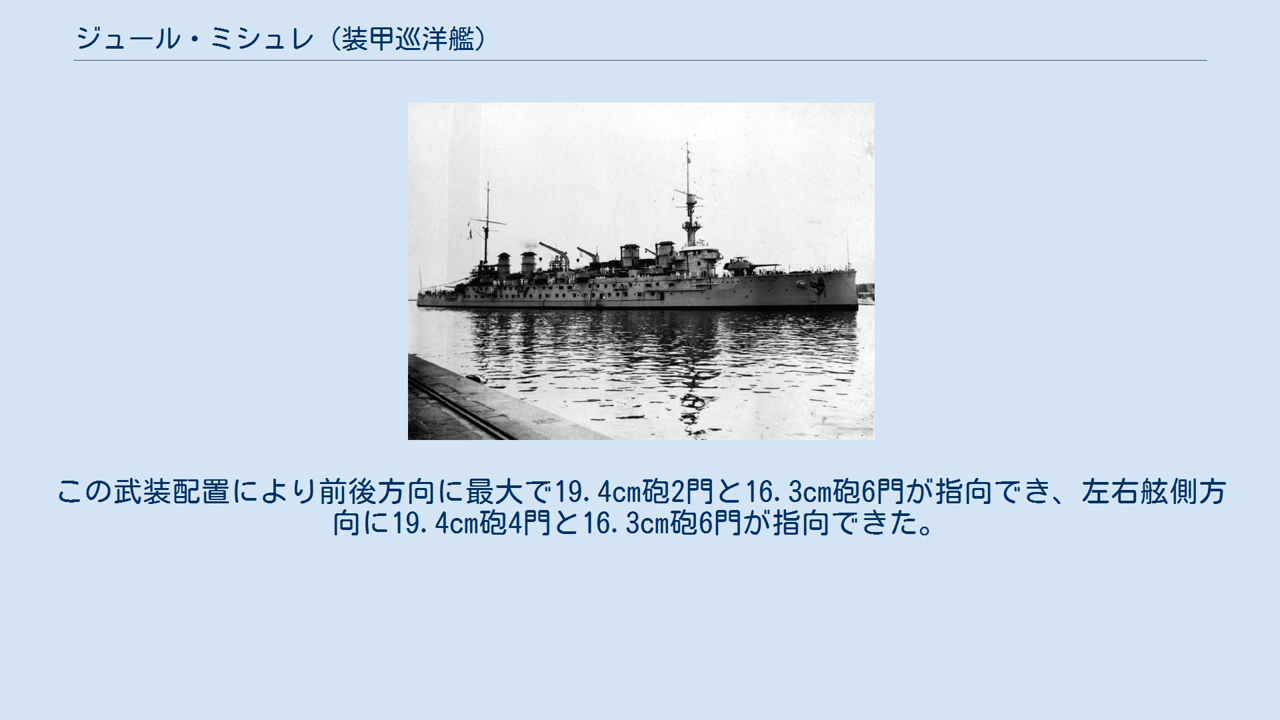 ジュール・ミシュレ（装甲巡洋艦）
この武装配置により前後方向に最大で19.4cm砲2門と16.3cm砲6門が指向でき、左右舷側方
向に19.4cm砲4門と16.3cm砲6門が指向できた。